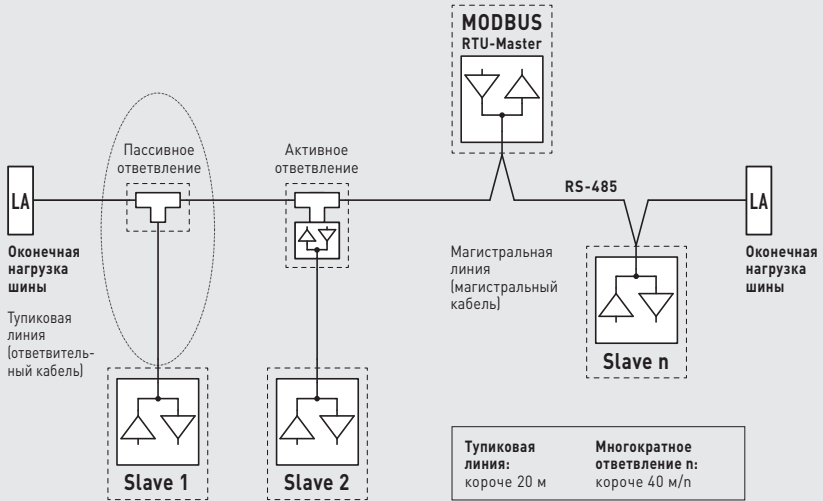 MODBUS
RTU-Master
Пассивное
ответвление
Активное
ответвление
RS-485
LA
LA
Оконечная
нагрузка
шины
Магистральная
линия
(магистральный
кабель)
Оконечная
нагрузка
шины
Тупиковая
линия
(ответвитель-
ный кабель)
Slave n
Slave 1
Slave 2
Тупиковая
линия:
короче 20 м
Многократное
ответвление n:
короче 40 м/n